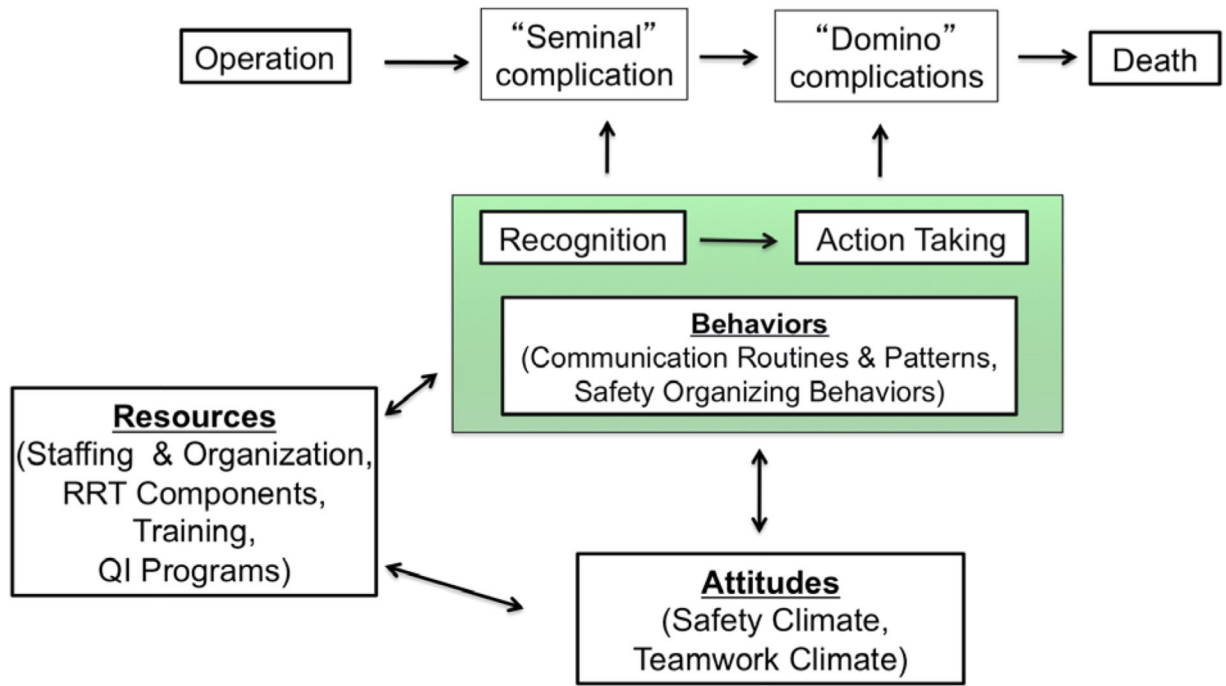 Operation
“Seminal”
complication
“Domino”
complications
Death
Recognition
Action Taking
Behaviors
(Communication Routines & Patterns,
Safety Organizing Behaviors)
Resources
(Staffing & Organization,
RRT Components,
Training,
QI Programs)
Attitudes
(Safety Climate,
Teamwork Climate)